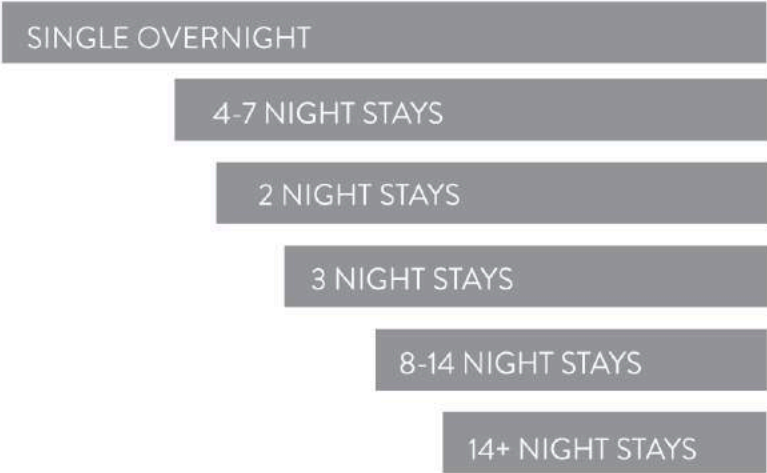 SINGLE OVERNIGHT
4-7 NIGHT STAYS
2 NIGHT STAYS
3 NIGHT STAYS
8-14 NIGHT STAYS
14+ NIGHT STAYS